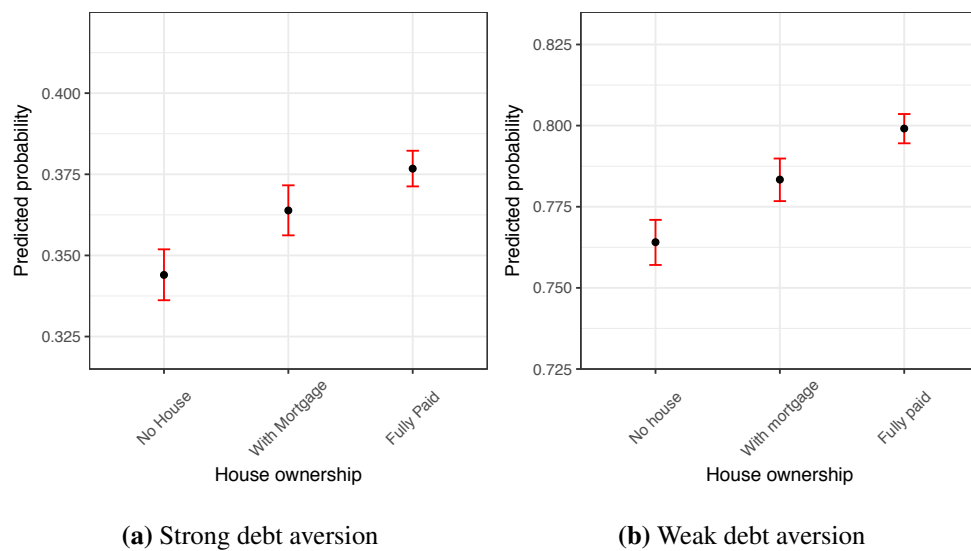 0.400
0.375
0.350
0.325
Predicted probability
No House
With Mortgage
Fully Paid
House ownership
(a) Strong debt aversion
0.825
0.800
0.775
0.750
0.725
Predicted probability
No house
With mortgage
Fully paid
House ownership
(b) Weak debt aversion